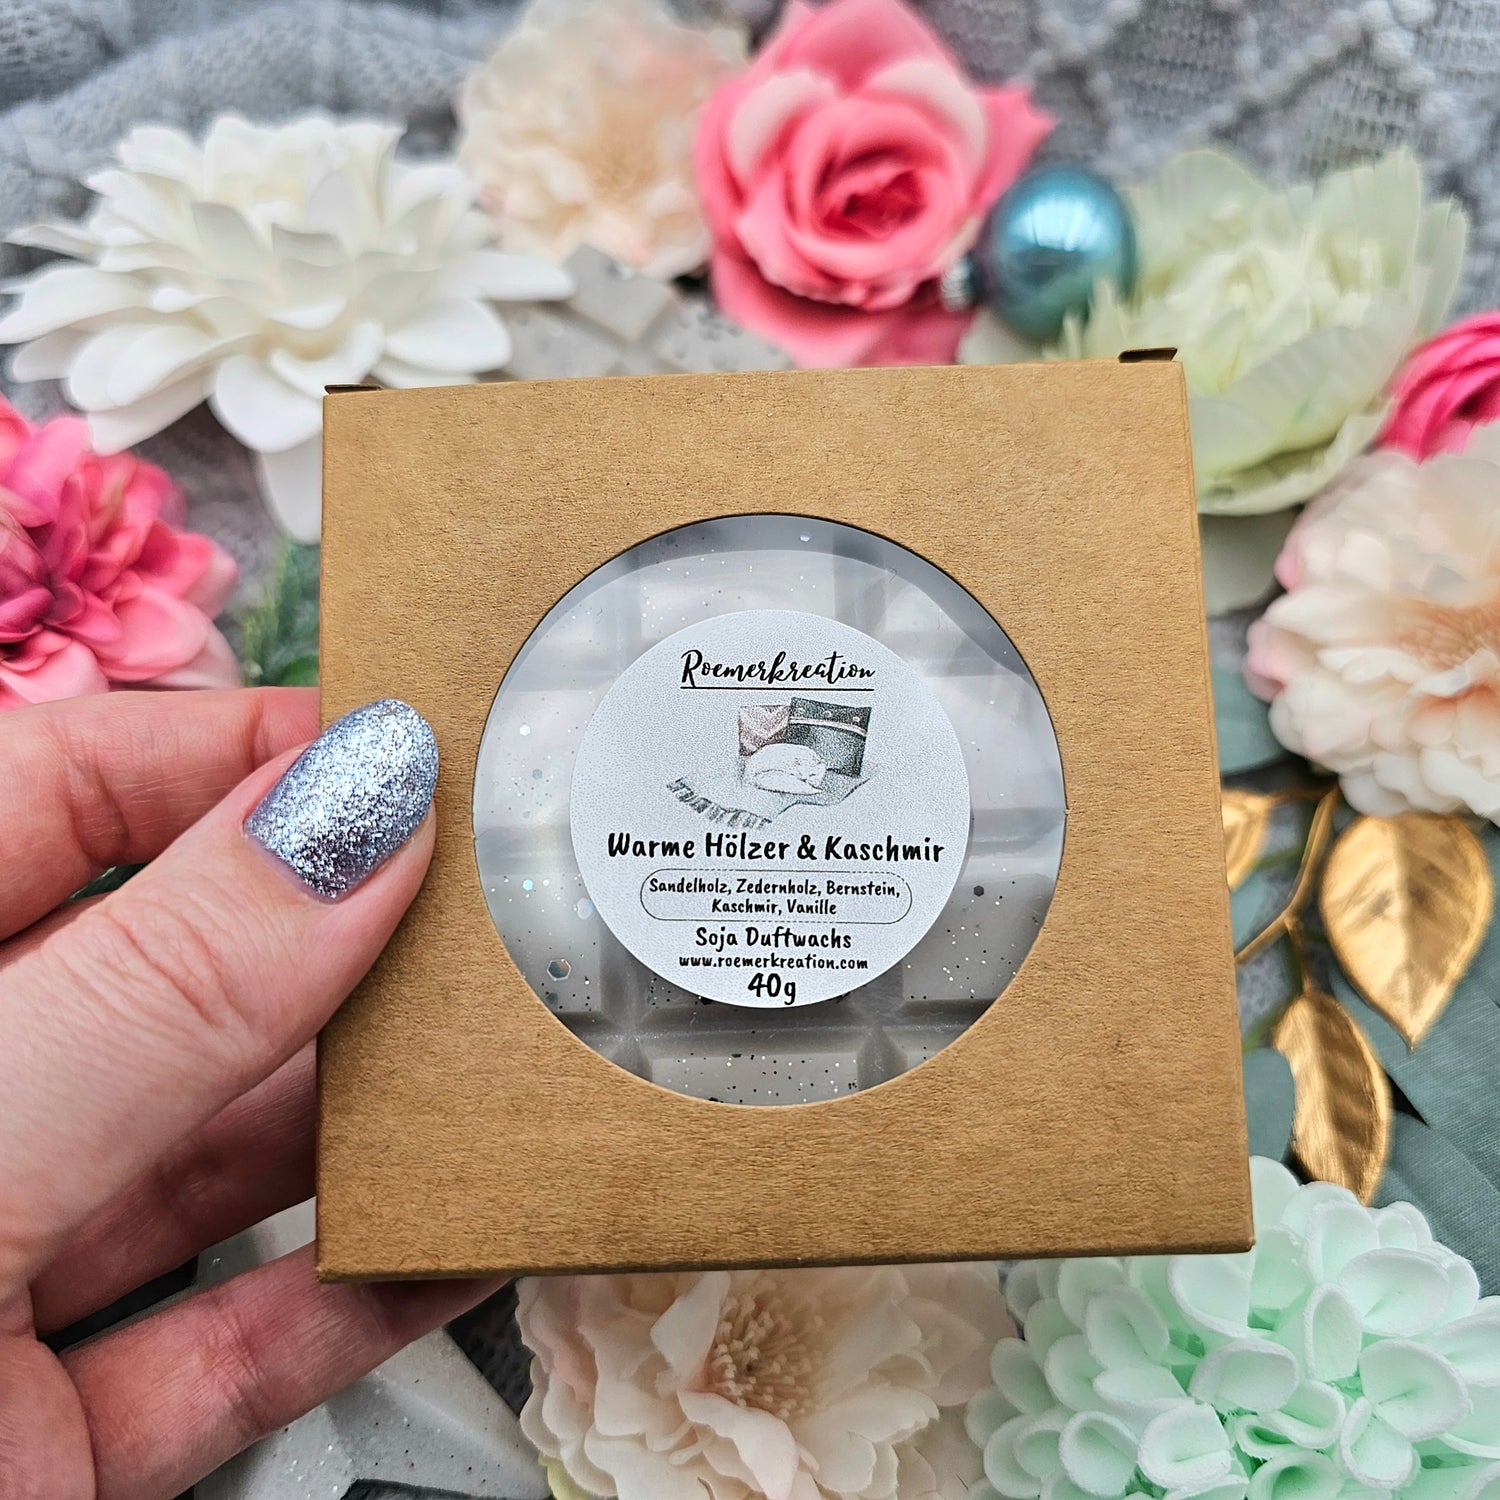 Roemerkreation
Warme Hölzer & Kaschmir
Sandelholz, Zedernholz, Bernstein,
Kaschmir, Vanille
Soja Duftwachs
www.roemerkreation.com
40g